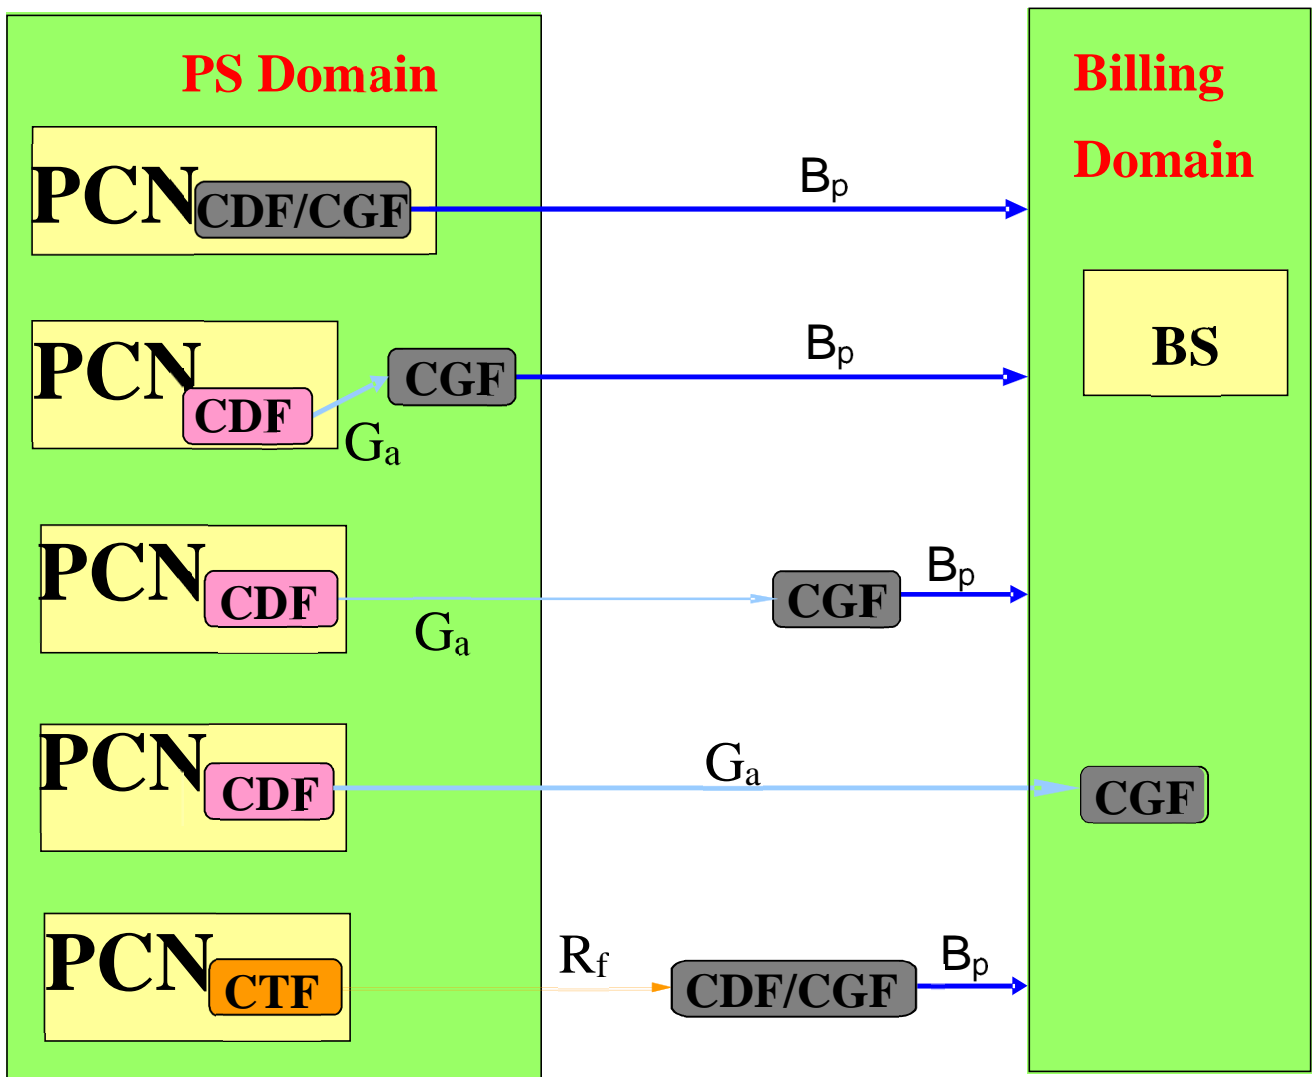 PS Domain
Billing
Domain
PCN
CDF/CGF
Bp
BS
PCN
CDF
Ga
CGF
Bp
PCN
CDF
Ga
CGF
Bp
PCN
CDF
Ga
CGF
PCN
CTF
Rf
CDF/CGF
Bp